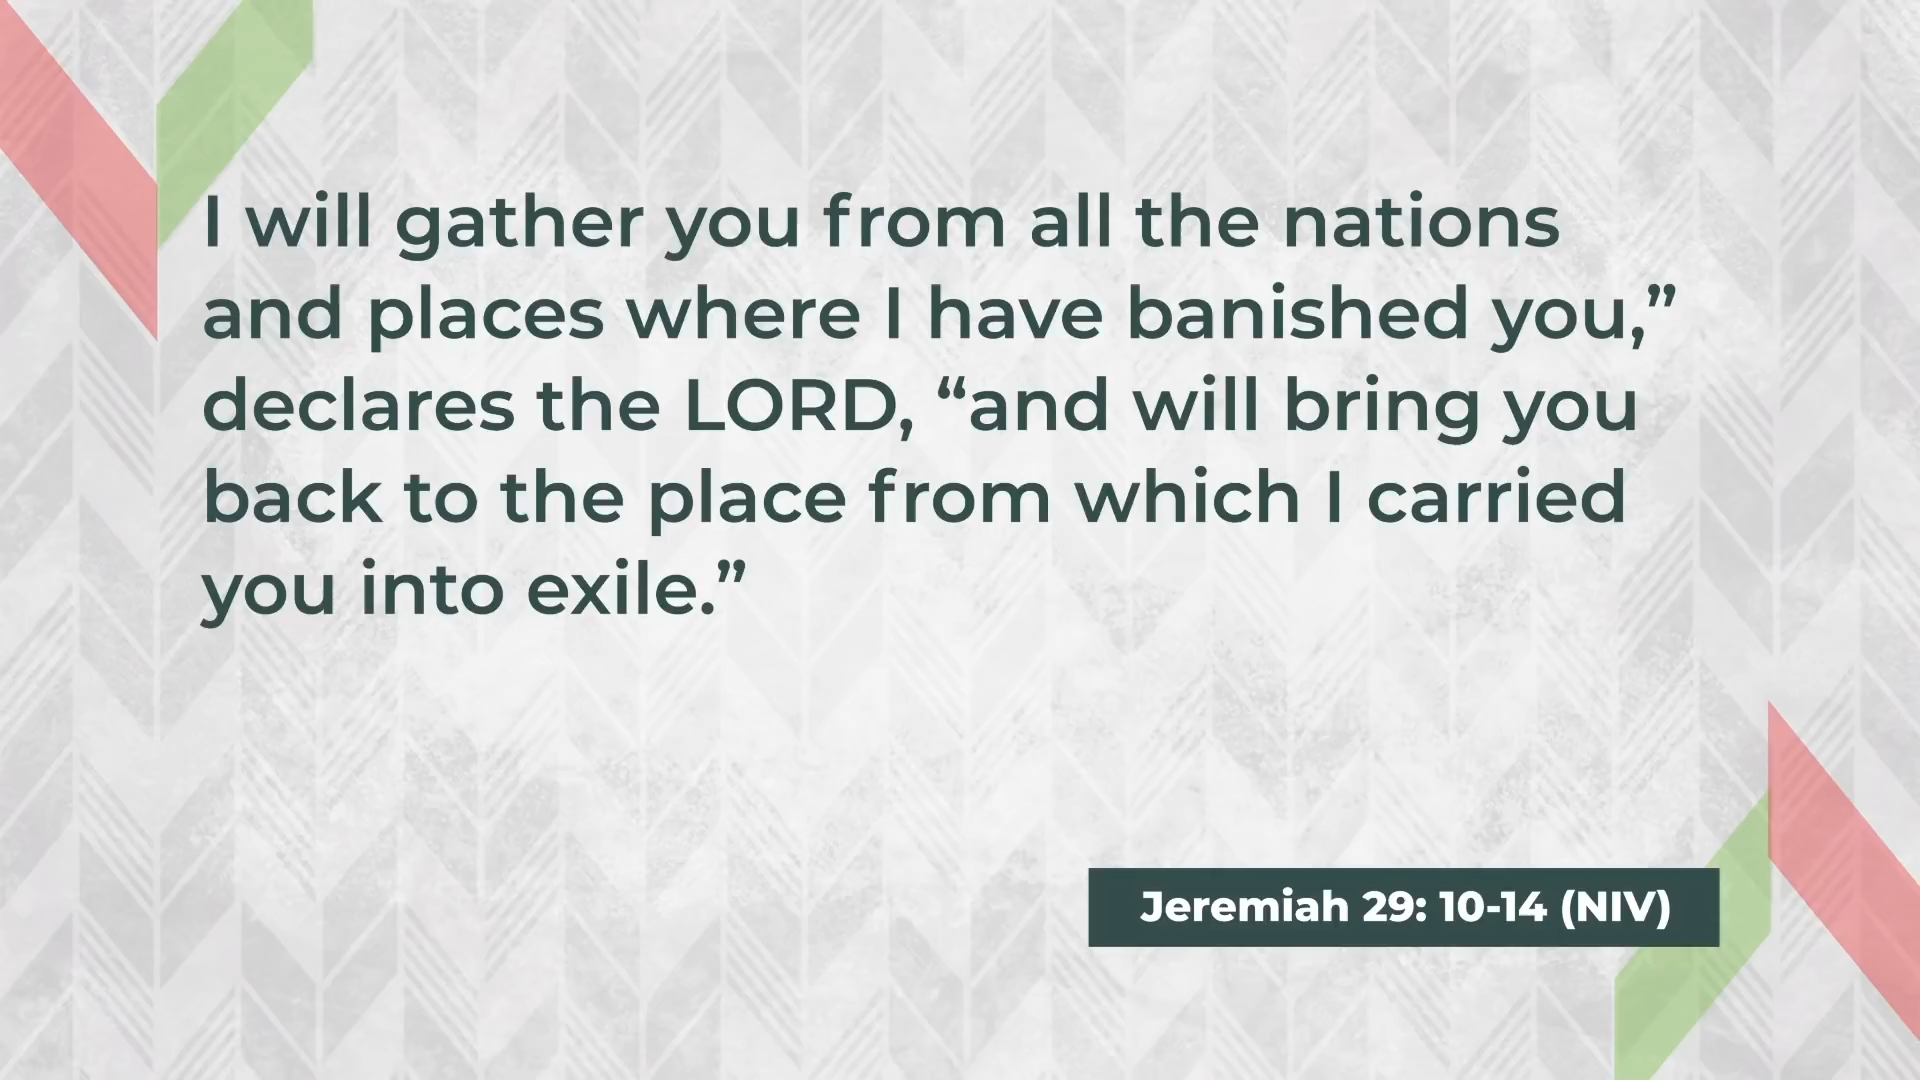 I will gather you from all the nations
and places where I have banished you,”
declares the LORD, “and will bring you
back to the place from which I carried
you into exile.”
Jeremiah 29: 10-14 (NIV)